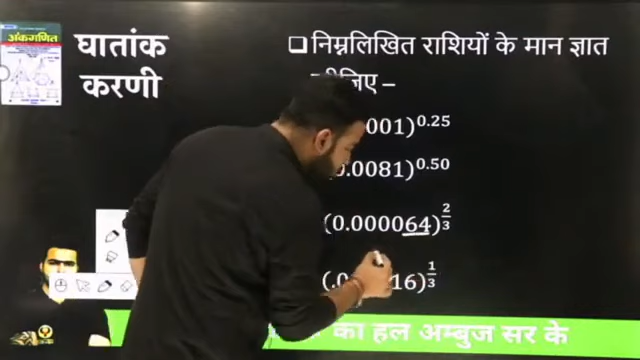 अंकगणित
घातांक
करणी
❑ निम्नलिखित राशियों के मान ज्ञात
–
001)^0.25
0.0081)^0.50
(0.000064)^2/3
16)^1/3
का हल अम्बुज सर के